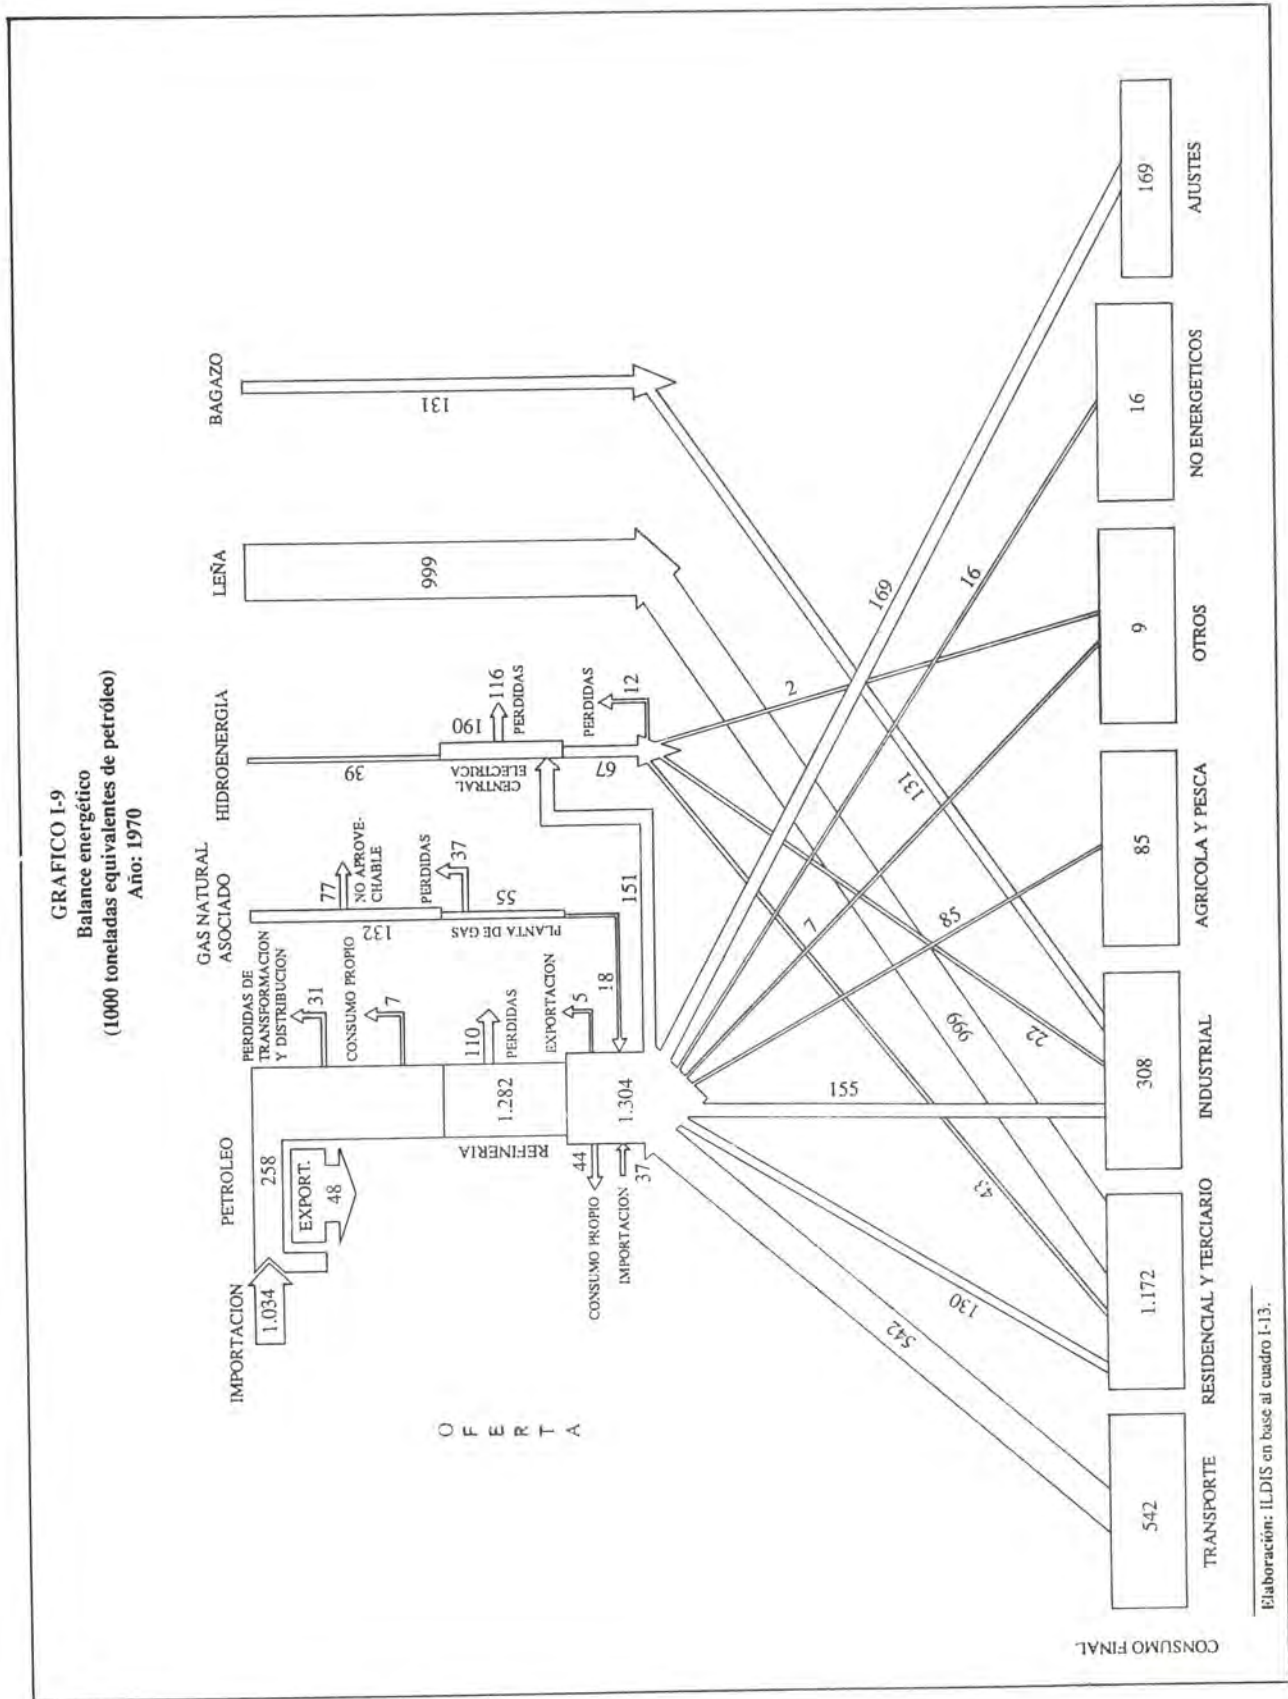 GRAFICO I-9
Balance energético
(1000 toneladas equivalentes de petróleo)
Año: 1970
IMPORTACION
PETROLEO
GAS NATURAL
ASOCIADO
HIDROENERGIA
LEÑA
BAGAZO
1.034
258
EXPORT.
48
PERDIDAS DE
TRANSFORMACION
Y DISTRIBUCION
31
CONSUMO PROPIO
7
110
PERDIDAS
1.282
REFINERIA
EXPORTACION
5
1.304
44
CONSUMO PROPIO
IMPORTACION
37
132
77
NO APROVE-
CHABLE
PERDIDAS
37
55
PLANTA DE GAS
18
151
39
190
116
PERDIDAS
CENTRAL
ELECTRICA
PERDIDAS
12
67
999
131
OFERTA
542
130
155
43
22
999
85
7
131
2
16
169
CONSUMO FINAL
542
1.172
308
85
9
16
169
TRANSPORTE
RESIDENCIAL Y TERCIARIO
INDUSTRIAL
AGRICOLA Y PESCA
OTROS
NO ENERGETICOS
AJUSTES
Elaboración: ILDIS en base al cuadro I-13.